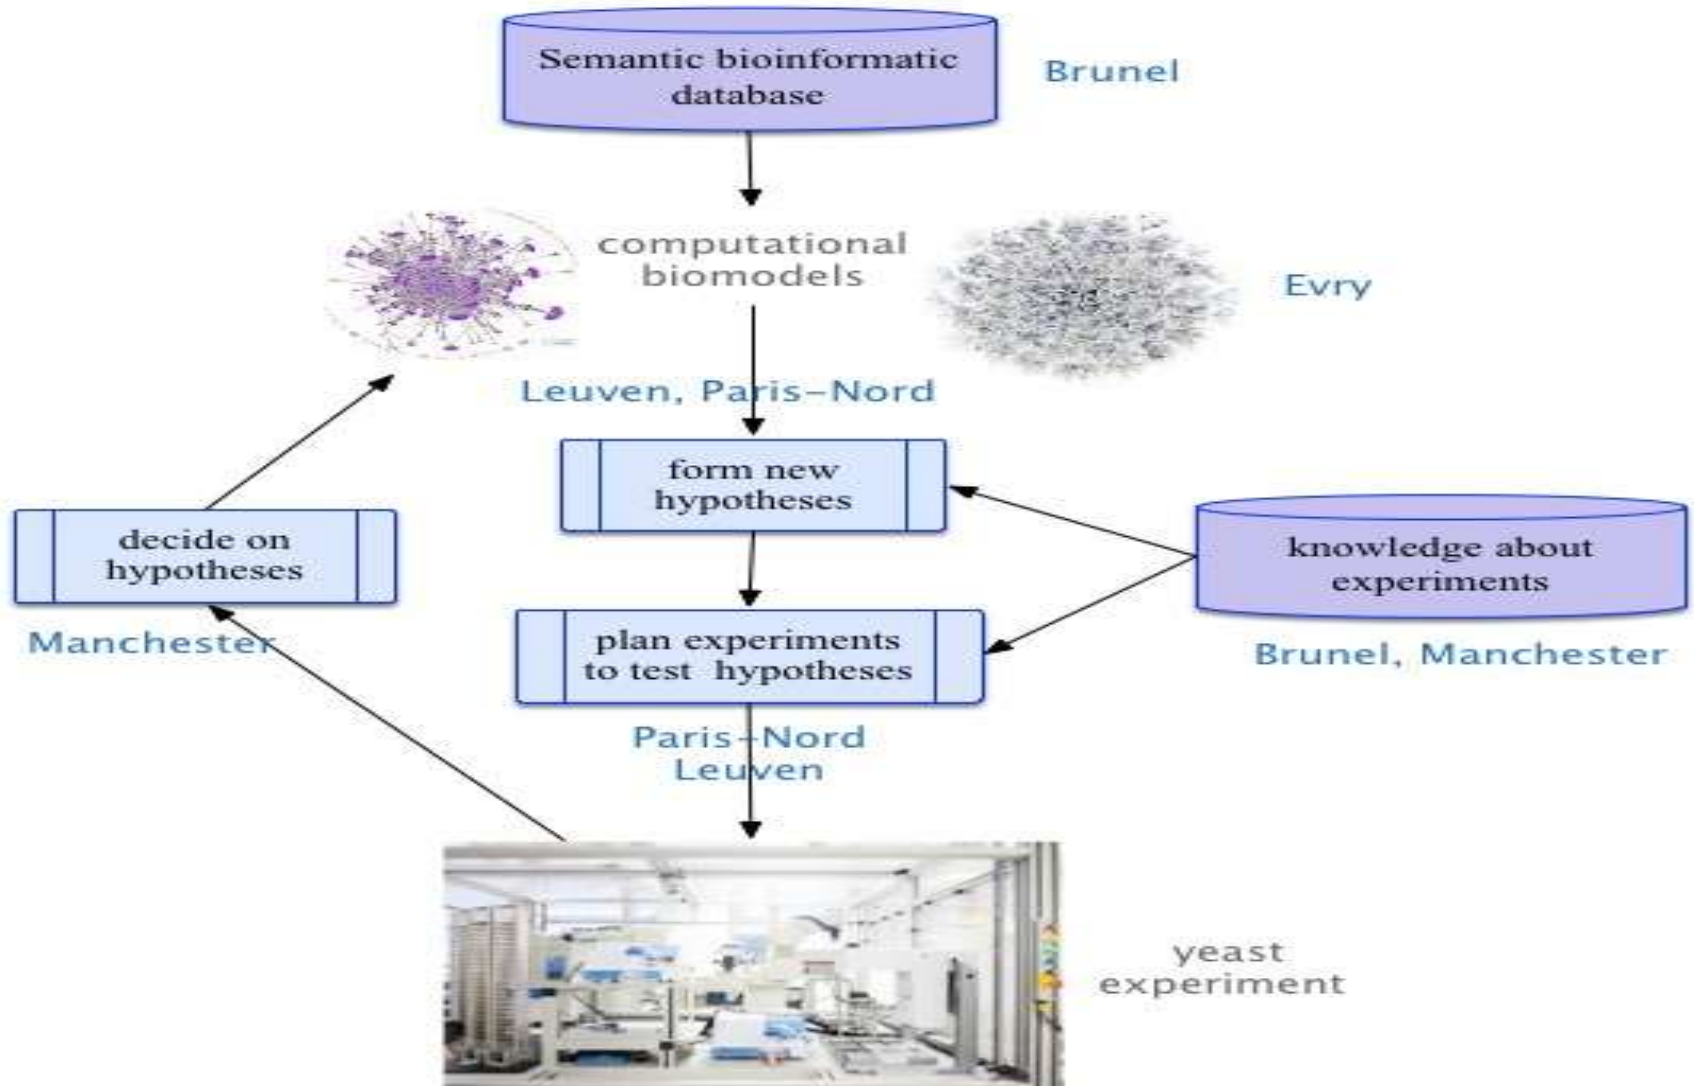 Semantic bioinformatic
database
Brunel
computational
biomodels
Evry
Leuven, Paris-Nord
form new
hypotheses
decide on
hypotheses
knowledge about
experiments
Manchester
plan experiments
to test hypotheses
Brunel, Manchester
Paris-Nord
Leuven
yeast
experiment